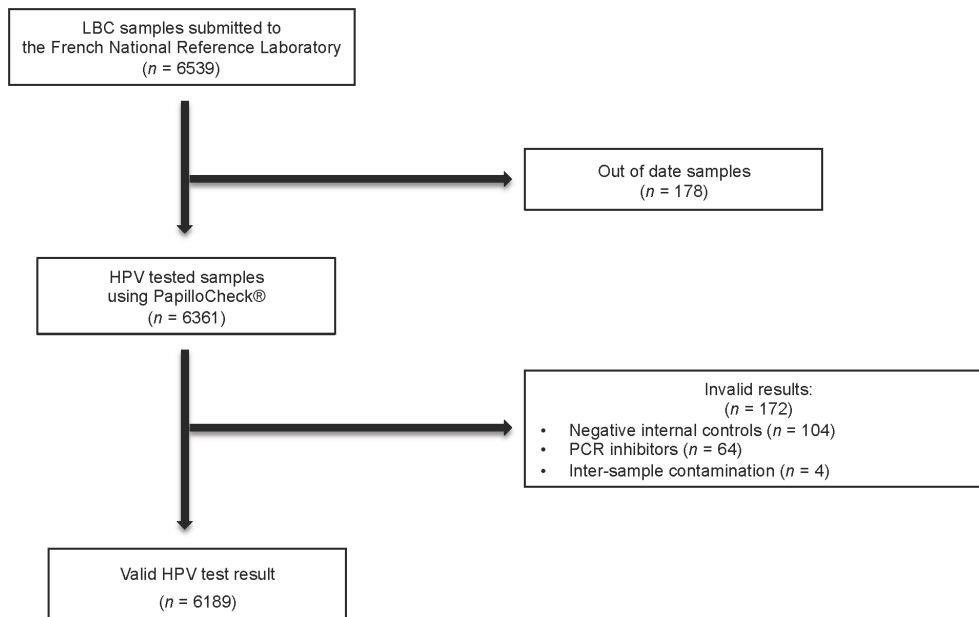 LBC samples submitted to
the French National Reference Laboratory
(n = 6539)
Out of date samples
(n = 178)
HPV tested samples
using PapilloCheck®
(n = 6361)
Invalid results:
(n = 172)
• Negative internal controls (n = 104)
• PCR inhibitors (n = 64)
• Inter-sample contamination (n = 4)
Valid HPV test result
(n = 6189)